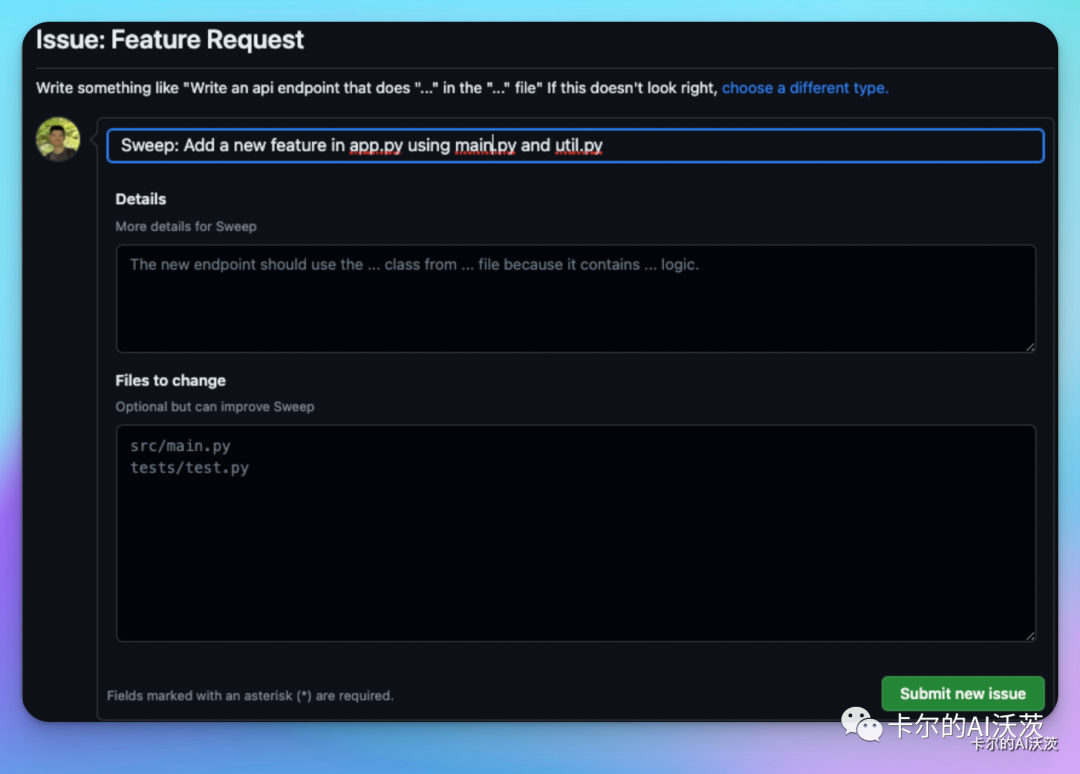 Issue: Feature Request
Write something like "Write an api endpoint that does "..." in the "..." file" If this doesn't look right, choose a different type.
Sweep: Add a new feature in app.py using main.py and util.py
Details
More details for Sweep
The new endpoint should use the ... class from ... file because it contains ... logic.
Files to change
Optional but can improve Sweep
src/main.py
tests/test.py
Fields marked with an asterisk (*) are required.
Submit new issue
卡尔的AI沃茨
卡尔的AI沃茨